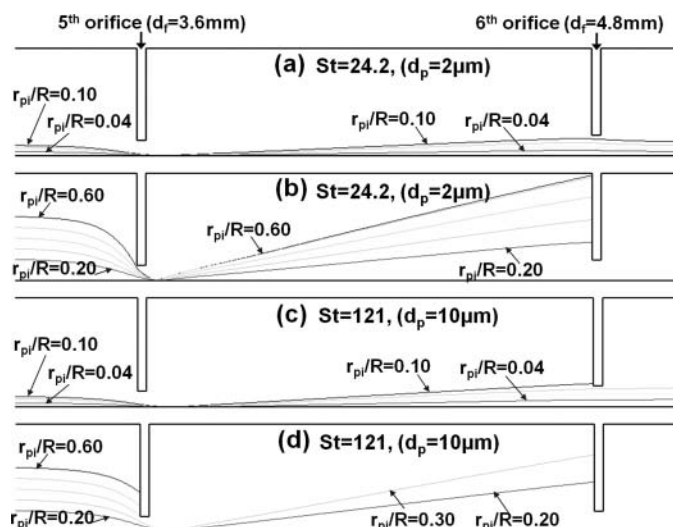 5th orifice (df=3.6mm)
6th orifice (df=4.8mm)
(a) St=24.2, (dp=2μm)
rpi/R=0.10
rpi/R=0.04
rpi/R=0.10
rpi/R=0.04
(b) St=24.2, (dp=2μm)
rpi/R=0.60
rpi/R=0.60
rpi/R=0.20
rpi/R=0.20
(c) St=121, (dp=10μm)
rpi/R=0.10
rpi/R=0.04
rpi/R=0.10
rpi/R=0.04
(d) St=121, (dp=10μm)
rpi/R=0.60
rpi/R=0.20
rpi/R=0.30
rpi/R=0.20